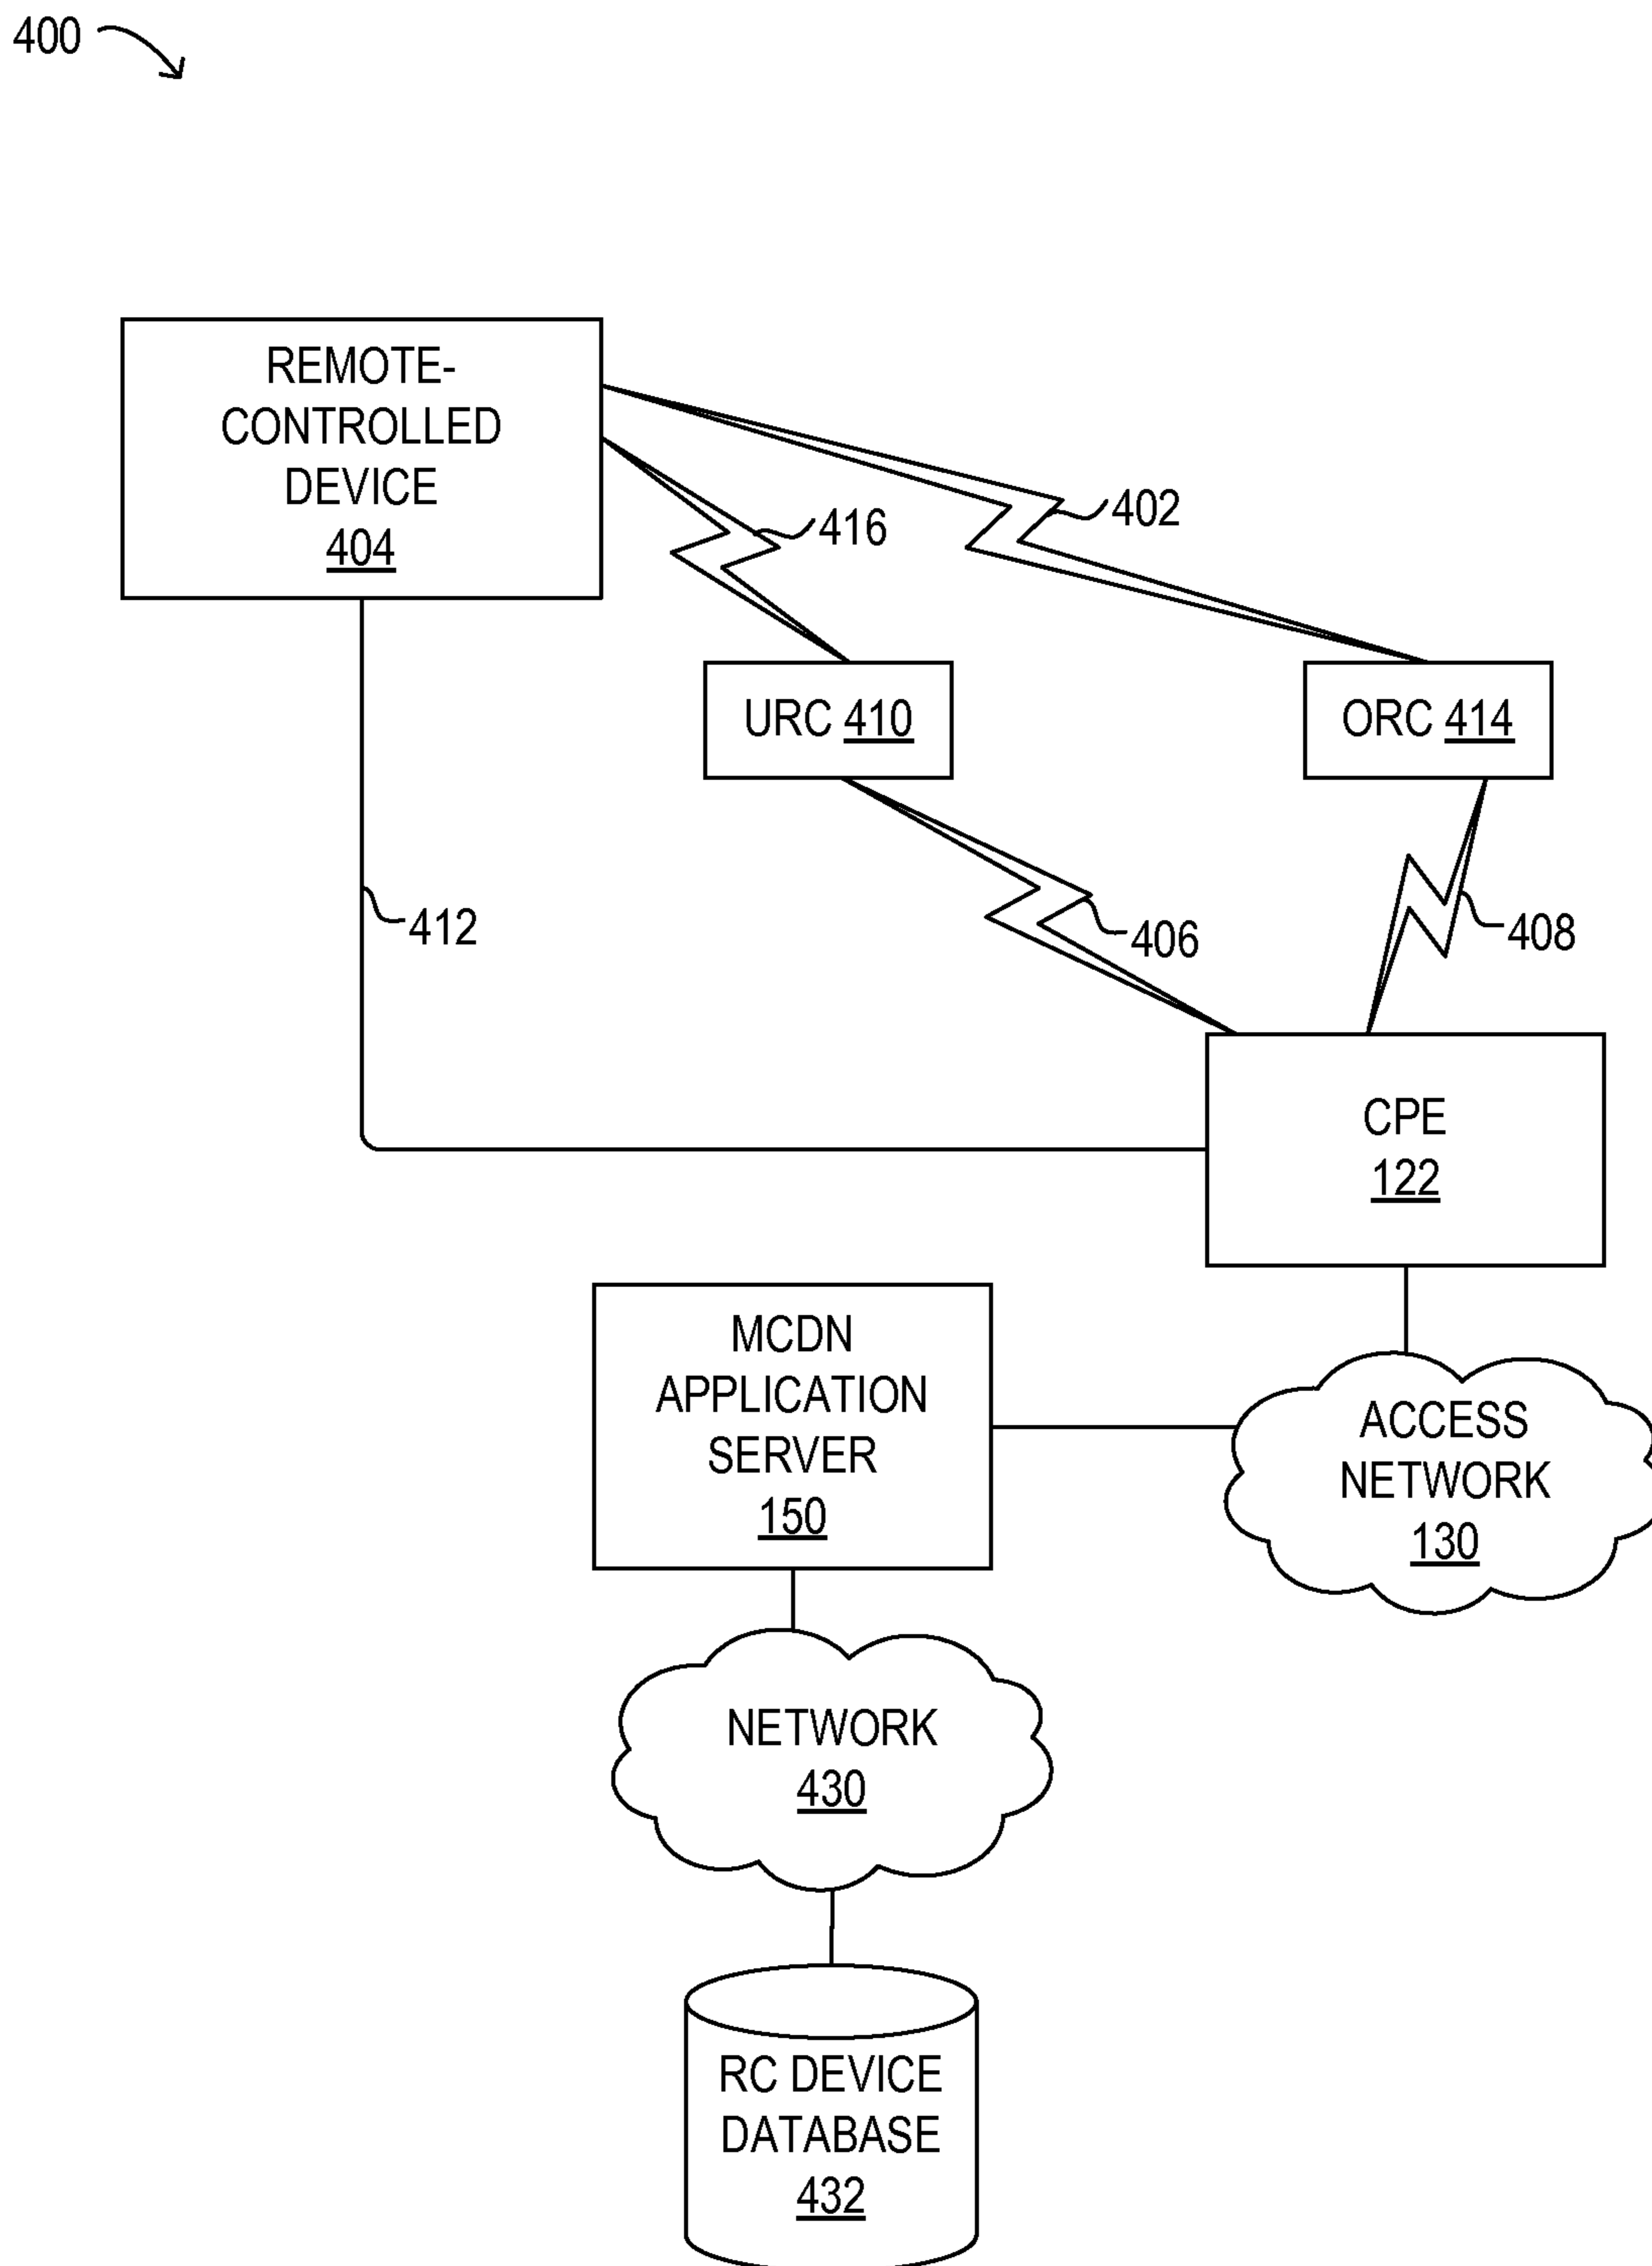 400
REMOTE-
CONTROLLED
DEVICE
404
402
416
URC 410
ORC 414
412
406
408
CPE
122
MCDN
APPLICATION
SERVER
150
ACCESS
NETWORK
130
NETWORK
430
RC DEVICE
DATABASE
432